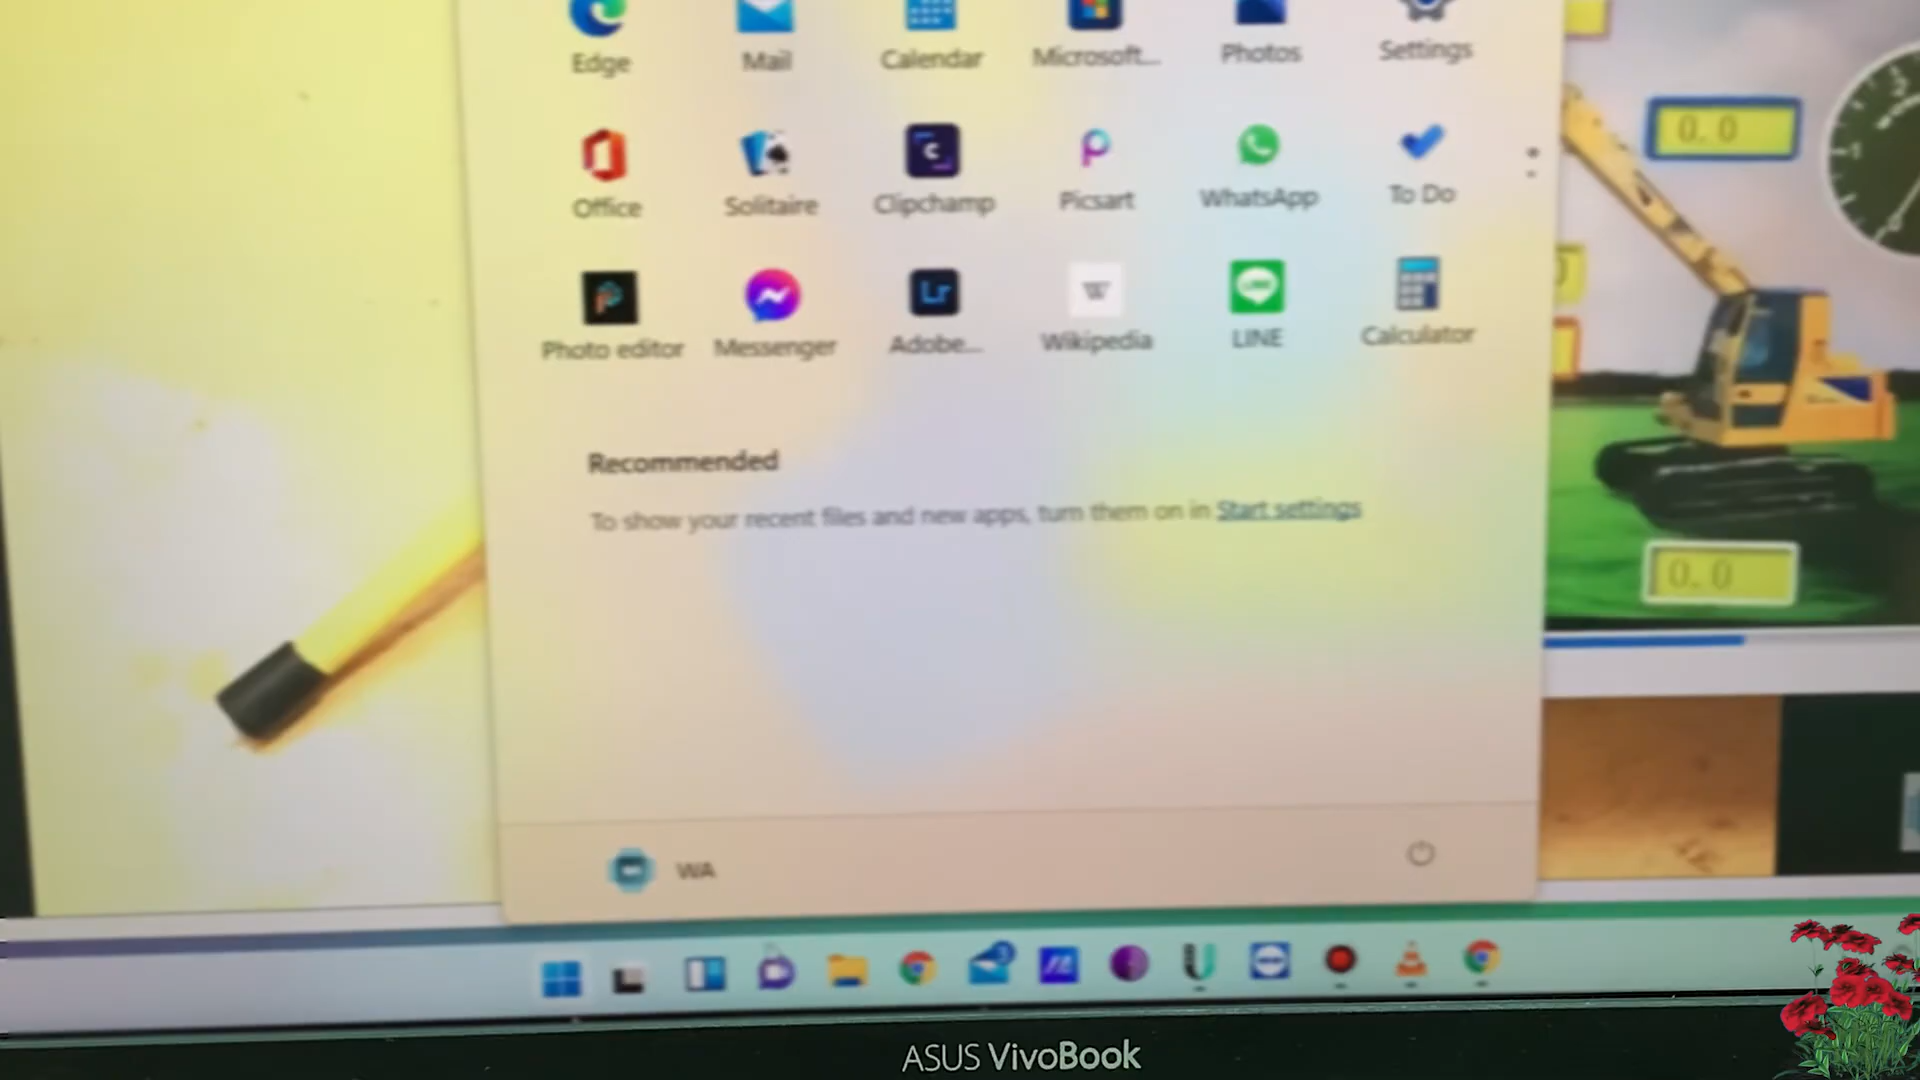 Edge Mail Calendar Microsoft... Photos Settings
Office Solitaire Clipchamp Picsart WhatsApp To Do
Photo editor Messenger Adobe... Wikipedia LINE Calculator
Recommended
To show your recent files and new apps, turn them on in Start settings
WA
ASUS VivoBook
0.0
0.0
C
Lr
W
LINE